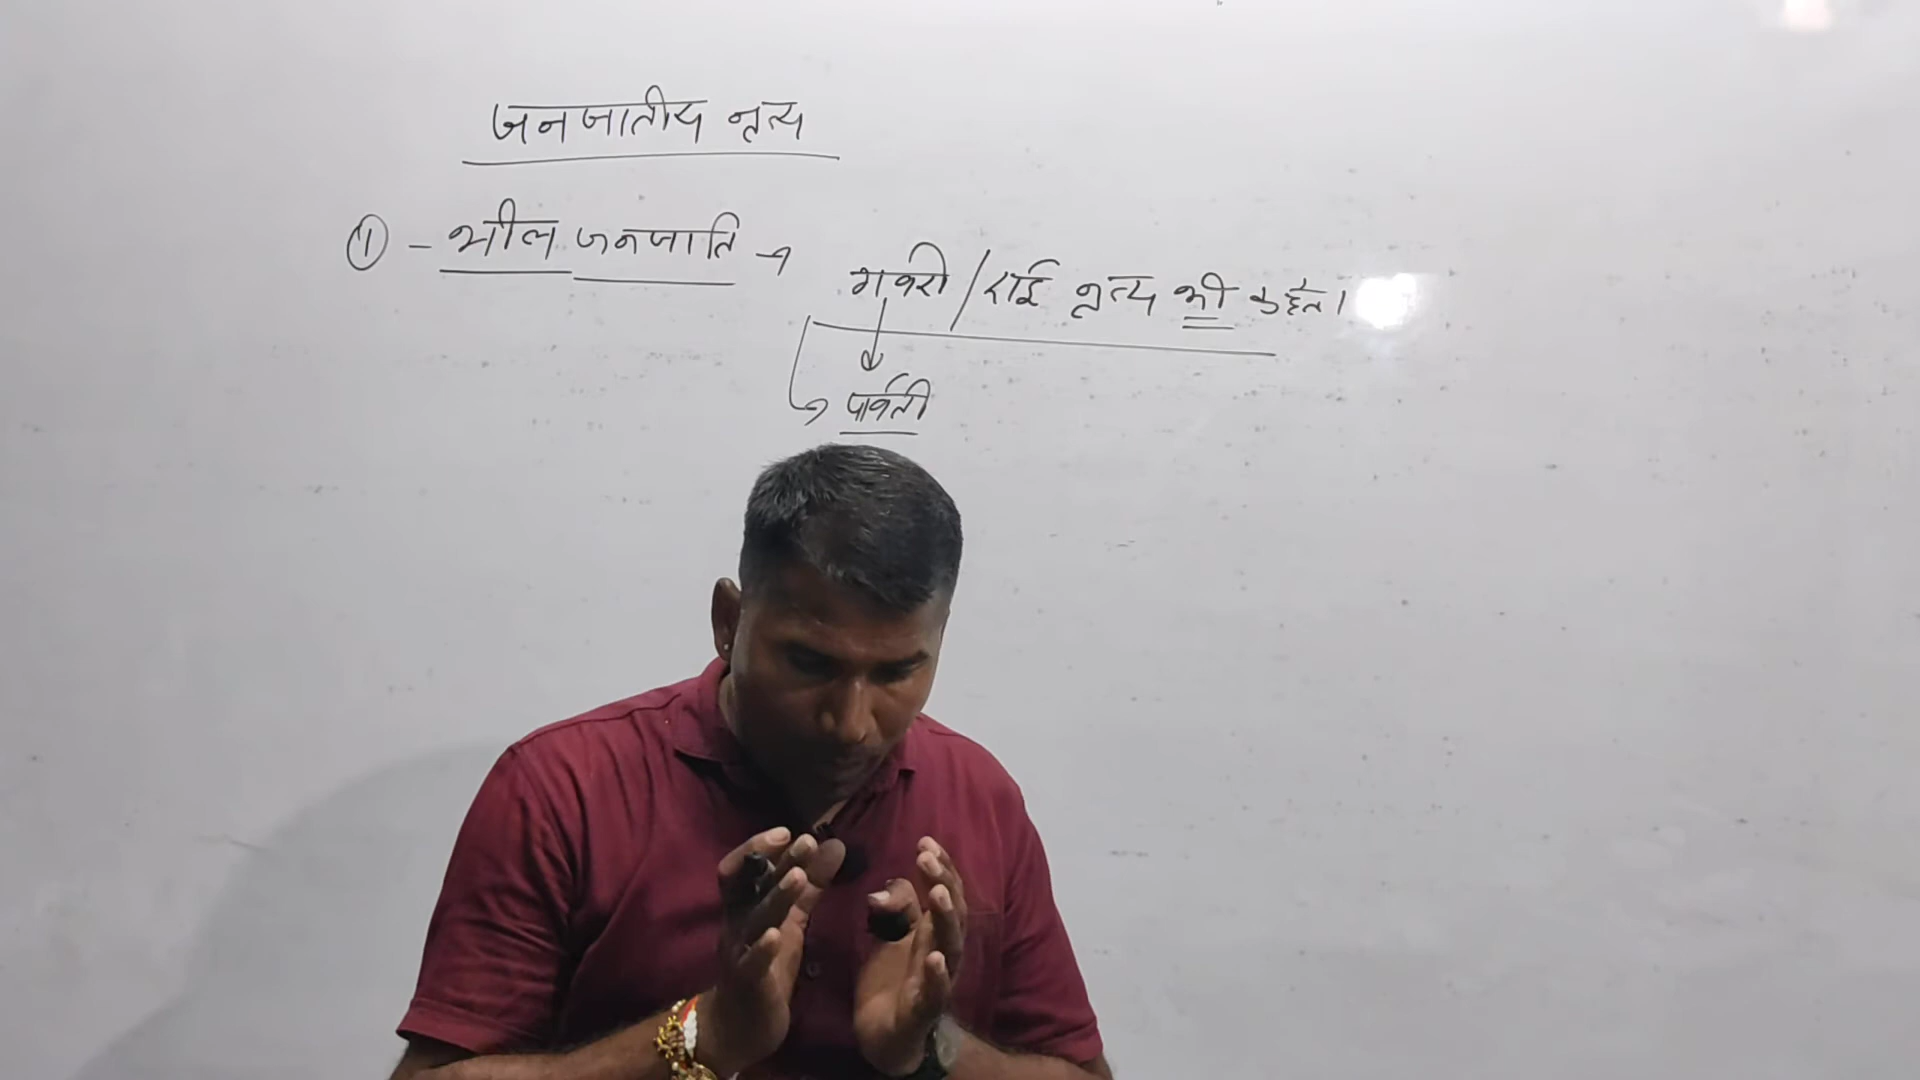 जनजातीय नृत्य
① - भील जनजाति → गवरी / राई नृत्य भी कहते।
पार्वती